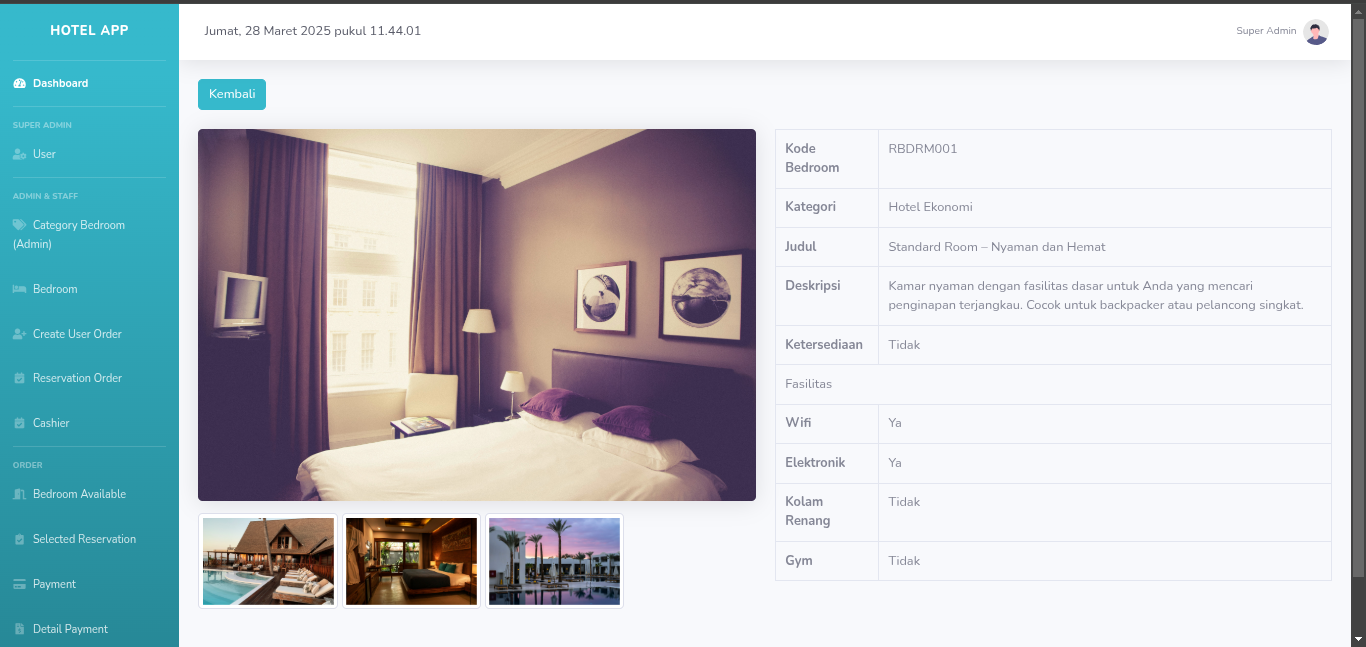 HOTEL APP
Dashboard
SUPER ADMIN
User
ADMIN & STAFF
Category Bedroom
(Admin)
Bedroom
Create User Order
Reservation Order
Cashier
ORDER
Bedroom Available
Selected Reservation
Payment
Detail Payment
Jumat, 28 Maret 2025 pukul 11.44.01
Super Admin
Kembali
Kode
Bedroom
RBDRM001
Kategori
Hotel Ekonomi
Judul
Standard Room – Nyaman dan Hemat
Deskripsi
Kamar nyaman dengan fasilitas dasar untuk Anda yang mencari
penginapan terjangkau. Cocok untuk backpacker atau pelancong singkat.
Ketersediaan
Tidak
Fasilitas
Wifi
Ya
Elektronik
Ya
Kolam
Renang
Tidak
Gym
Tidak